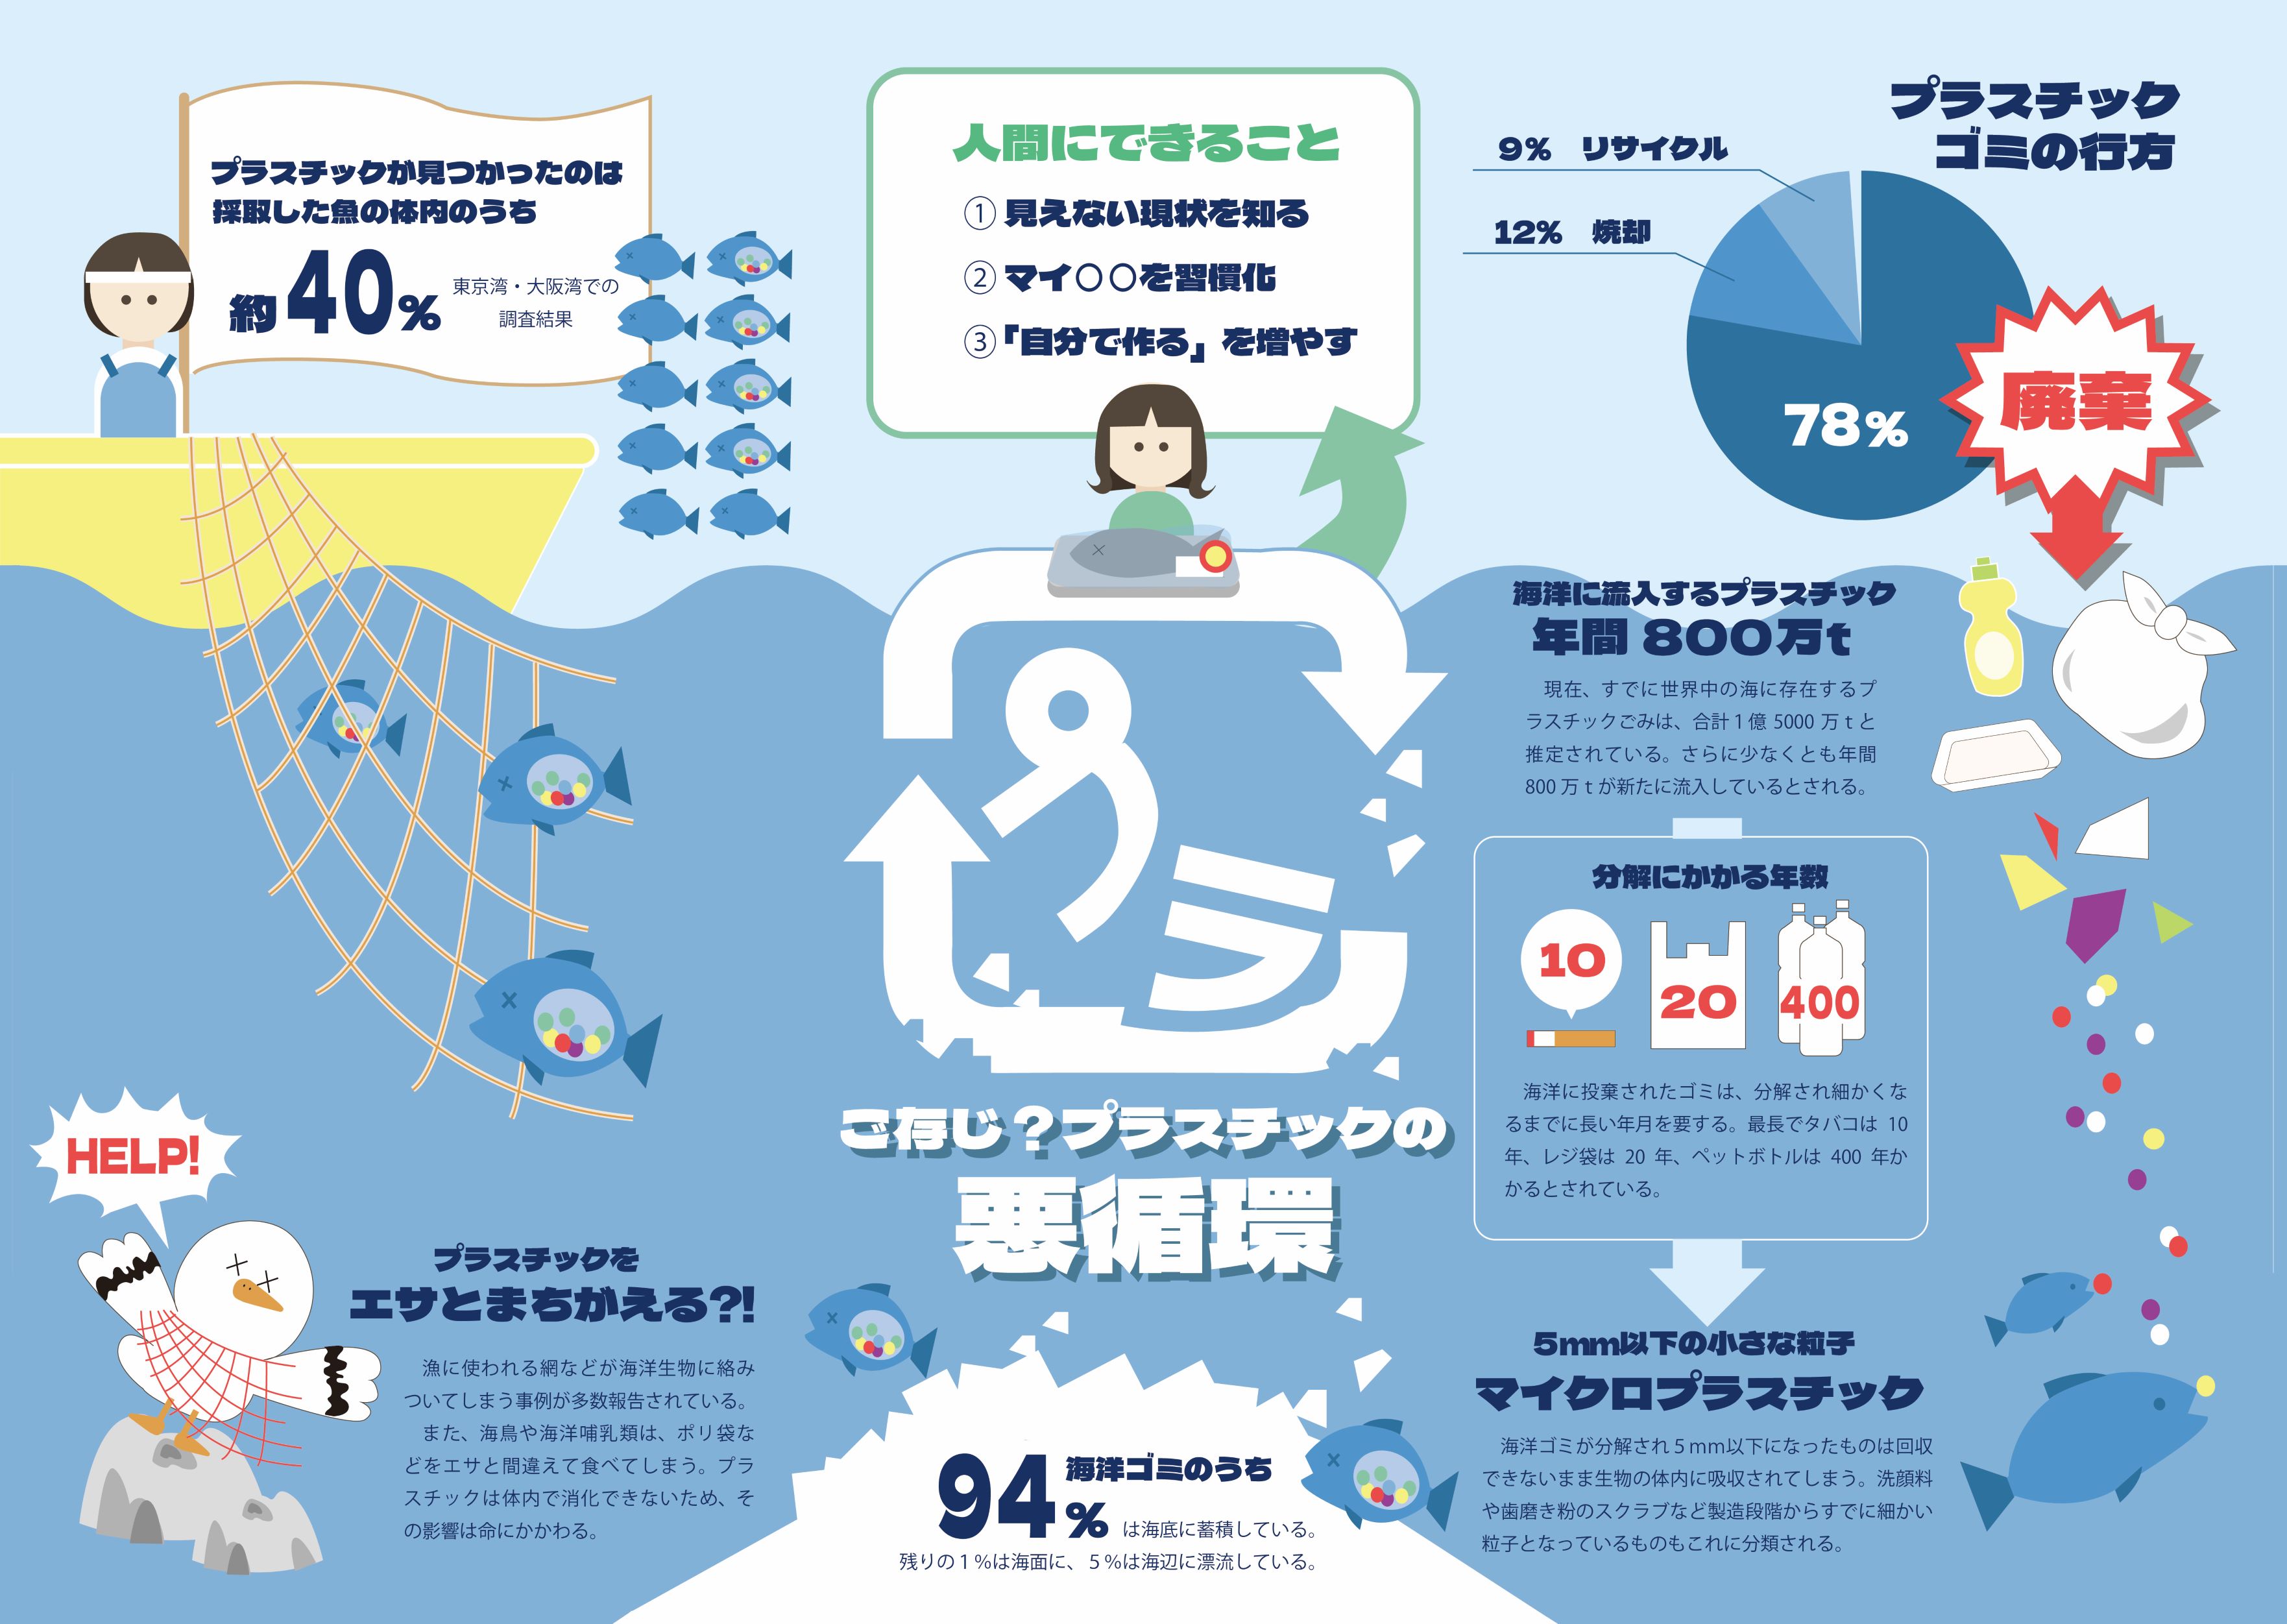 プラスチックが見つかったのは
採取した魚の体内のうち
約40%
東京湾・大阪湾での
調査結果
人間にできること
① 見えない現状を知る
② マイ〇〇を習慣化
③「自分で作る」を増やす
プラスチック
ゴミの行方
9% リサイクル
12% 焼却
78%
廃棄
海洋に流入するプラスチック
年間 800万t
現在、すでに世界中の海に存在するプ
ラスチックごみは、合計１億 5000 万ｔと
推定されている。さらに少なくとも年間
800 万ｔが新たに流入しているとされる。
分解にかかる年数
10
20
400
海洋に投棄されたゴミは、分解され細かくな
るまでに長い年月を要する。最長でタバコは 10
年、レジ袋は 20 年、ペットボトルは 400 年か
かるとされている。
5mm以下の小さな粒子
マイクロプラスチック
海洋ゴミが分解され５mm以下になったものは回収
できないまま生物の体内に吸収されてしまう。洗顔料
や歯磨き粉のスクラブなど製造段階からすでに細かい
粒子となっているものもこれに分類される。
プラ
ご存じ？プラスチックの
悪循環
94%
海洋ゴミのうち
は海底に蓄積している。
残りの１%は海面に、５%は海辺に漂流している。
HELP!
プラスチックを
エサとまちがえる?!
漁に使われる網などが海洋生物に絡み
ついてしまう事例が多数報告されている。
また、海鳥や海洋哺乳類は、ポリ袋な
どをエサと間違えて食べてしまう。プラ
スチックは体内で消化できないため、そ
の影響は命にかかわる。